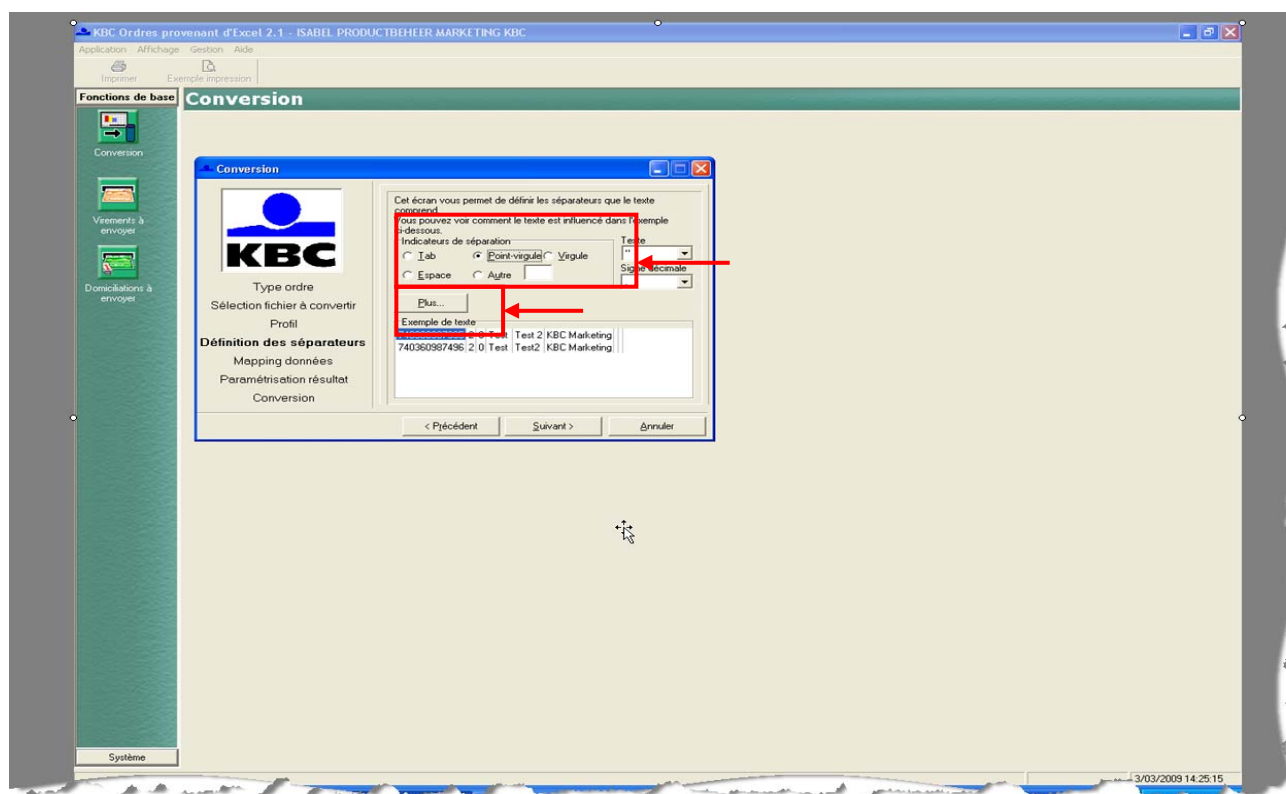 KBC Ordres provenant d'Excel 2.1 - ISABEL PRODUCTBEHEER MARKETING KBC
Application Affichage Gestion Aide
Imprimer Exemple impression
Fonctions de base
Conversion
Conversion
Virements à
envoyer
Domiciliations à
envoyer
Système
Conversion
KBC
Type ordre
Sélection fichier à convertir
Profil
Définition des séparateurs
Mapping données
Paramétrisation résultat
Conversion
Cet écran vous permet de définir les séparateurs que le texte
comprend.
Vous pouvez voir comment le texte est influencé dans l'exemple
ci-dessous.
Indicateurs de séparation
Texte
Tab Point-virgule Virgule
"
Signe décimale
Espace Autre
Plus...
Exemple de texte
2 0 Test Test 2 KBC Marketing
740360987496 2 0 Test Test2 KBC Marketing
< Précédent Suivant > Annuler
3/03/2009 14:25:15